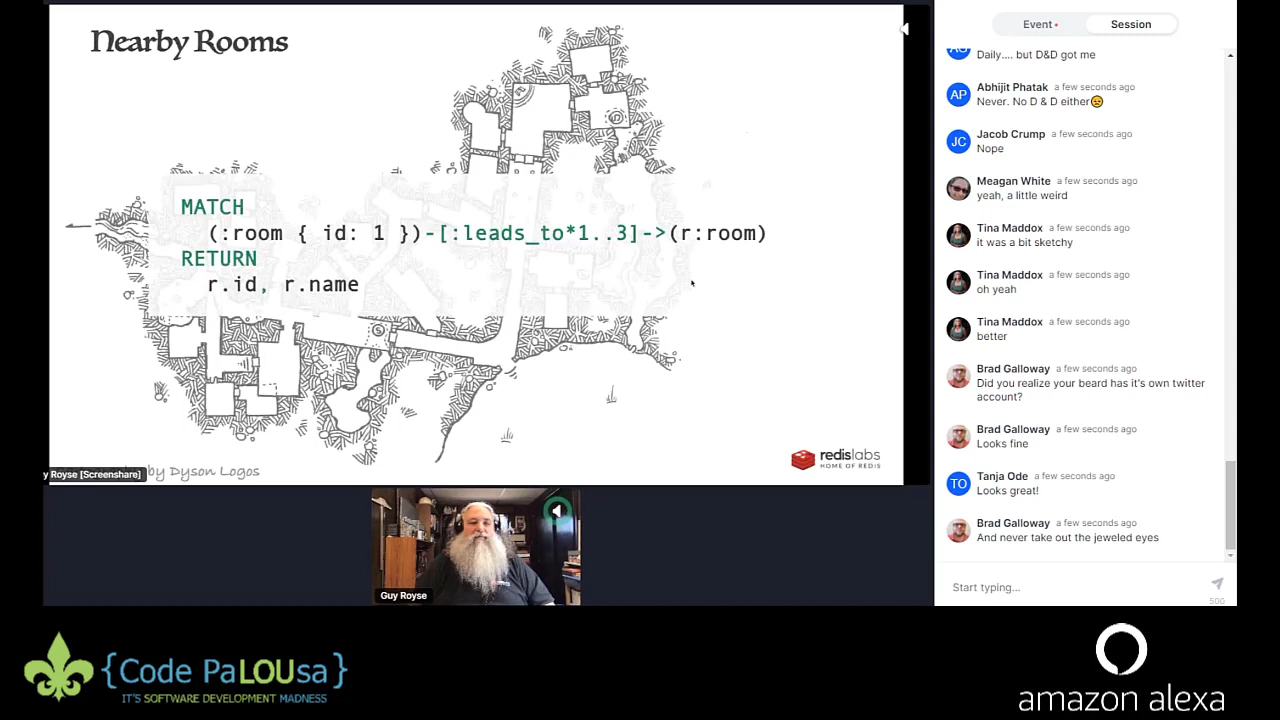 Nearby Rooms
MATCH
(:room { id: 1 })-[:leads_to*1..3]->(r:room)
RETURN
r.id, r.name
by Dyson Logos
y Royse [Screenshare]
redislabs
HOME OF REDIS
Guy Royse
Event
Session
Daily.... but D&D got me
AP
Abhijit Phatak a few seconds ago
Never. No D & D either😠
JC
Jacob Crump a few seconds ago
Nope
Meagan White a few seconds ago
yeah, a little weird
Tina Maddox a few seconds ago
it was a bit sketchy
Tina Maddox a few seconds ago
oh yeah
Tina Maddox a few seconds ago
better
Brad Galloway a few seconds ago
Did you realize your beard has it's own twitter
account?
Brad Galloway a few seconds ago
Looks fine
TO
Tanja Ode a few seconds ago
Looks great!
Brad Galloway a few seconds ago
And never take out the jeweled eyes
Start typing...
500
{Code PaLOUsa}
IT'S SOFTWARE DEVELOPMENT MADNESS
amazon alexa